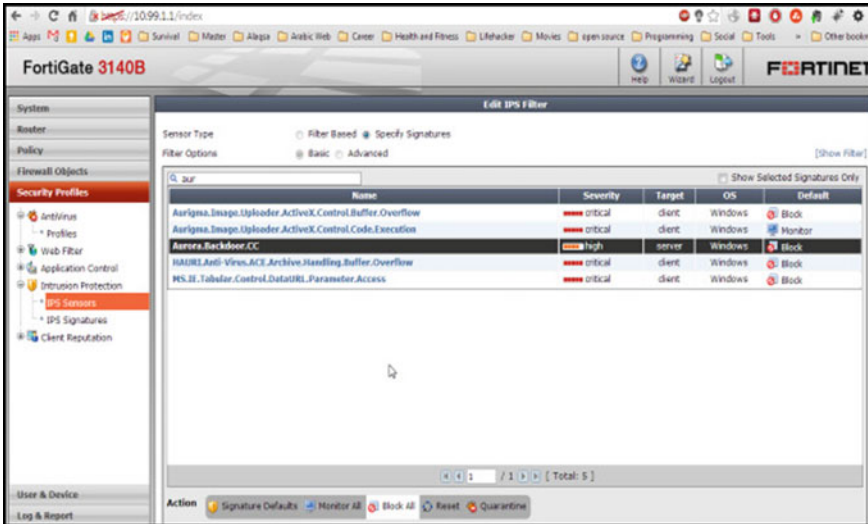 https://10.99.1.1/index
Apps Survival Master Alaqsa Arabic Web Career Health and Fitness Lifehacker Movies open source Programming Social Tools » Other bookm
FortiGate 3140B
Help Wizard Logout
FORTINET
System
Router
Policy
Firewall Objects
Security Profiles
AntiVirus
Profiles
Web Filter
Application Control
Intrusion Protection
IPS Sensors
IPS Signatures
Client Reputation
User & Device
Log & Report
Edit IPS Filter
Sensor Type Filter Based Specify Signatures
Filter Options Basic Advanced [Show Filter]
aur Show Selected Signatures Only
Name Severity Target OS Default
Aurigma.Image.Uploader.ActiveX.Control.Buffer.Overflow critical client Windows Block
Aurigma.Image.Uploader.ActiveX.Control.Code.Execution critical client Windows Monitor
Aurora.Backdoor.CC high server Windows Block
HAURI.Anti-Virus.ACE.Archive.Handling.Buffer.Overflow critical client Windows Block
MS.IE.Tabular.Control.DataURL.Parameter.Access critical client Windows Block
1 / 1 [ Total: 5 ]
Action Signature Defaults Monitor All Block All Reset Quarantine